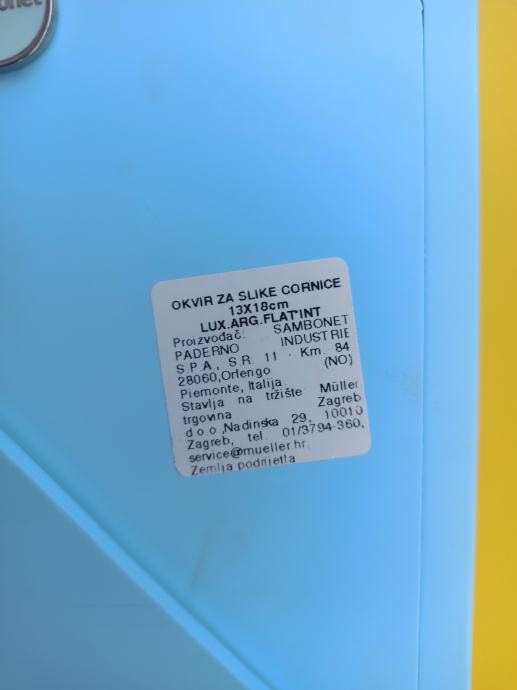 OKVIR ZA SLIKE CORNICE
13X18cm
LUX.ARG.FLAT"INT
Proizvođač: SAMBONET
PADERNO INDUSTRIE
S.P.A., S.R. 11 - Km. 84
28060,Orfengo (NO)
Piemonte, Italija.
Stavlja na tržište: Müller
trgovina Zagreb
d.o.o.,Nadinska 29, 10010
Zagreb, tel. 01/3794-360,
service@mueller.hr,
Zemlja